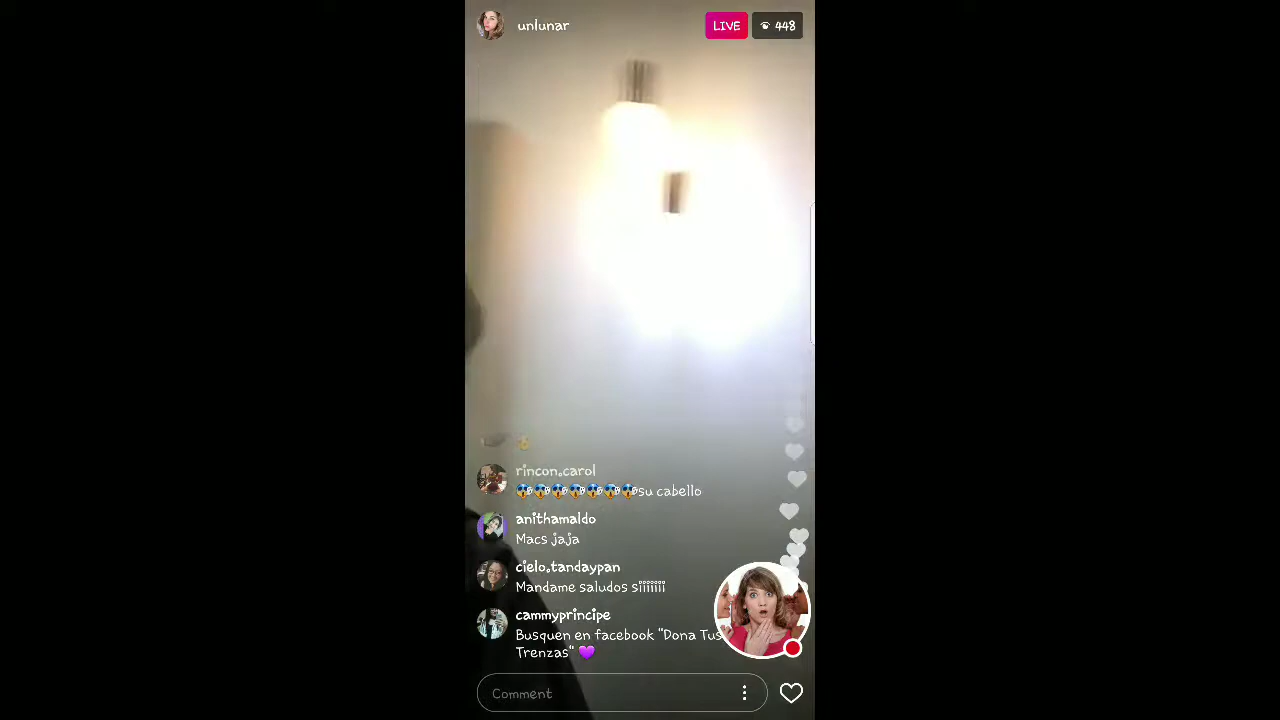 unlunar
LIVE
448
rincon.carol
su cabello
anithamaldo
Macs jaja
cielo.tandaypan
Mandame saludos siiiiiii
cammyprincipe
Busquen en facebook "Dona Tus
Trenzas"
Comment